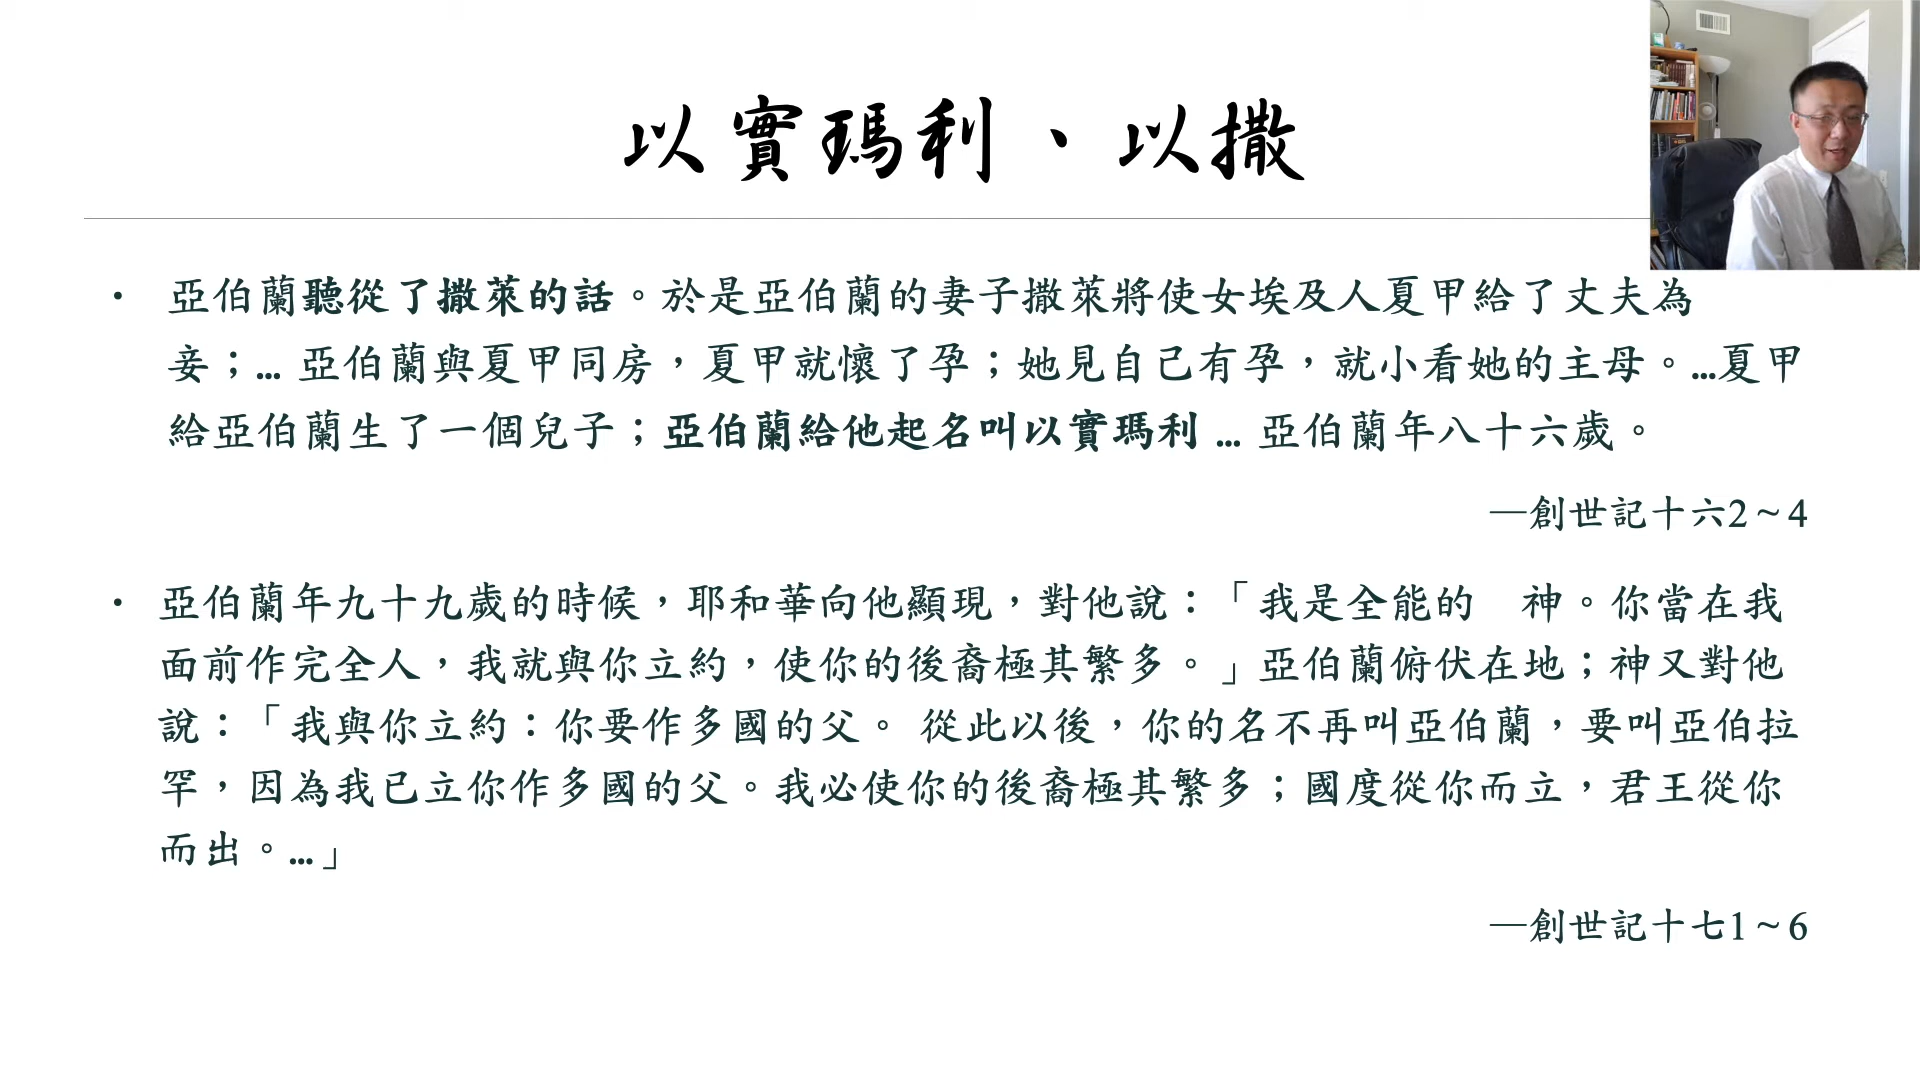 以實瑪利、以撒
• 亞伯蘭聽從了撒萊的話。於是亞伯蘭的妻子撒萊將使女埃及人夏甲給了丈夫為
妾；… 亞伯蘭與夏甲同房，夏甲就懷了孕；她見自己有孕，就小看她的主母。…夏甲
給亞伯蘭生了一個兒子；亞伯蘭給他起名叫以實瑪利 … 亞伯蘭年八十六歲。
—創世記十六2～4
• 亞伯蘭年九十九歲的時候，耶和華向他顯現，對他說：「我是全能的　神。你當在我
面前作完全人，我就與你立約，使你的後裔極其繁多。」亞伯蘭俯伏在地；神又對他
說：「我與你立約：你要作多國的父。 從此以後，你的名不再叫亞伯蘭，要叫亞伯拉
罕，因為我已立你作多國的父。我必使你的後裔極其繁多；國度從你而立，君王從你
而出。…」
—創世記十七1～6